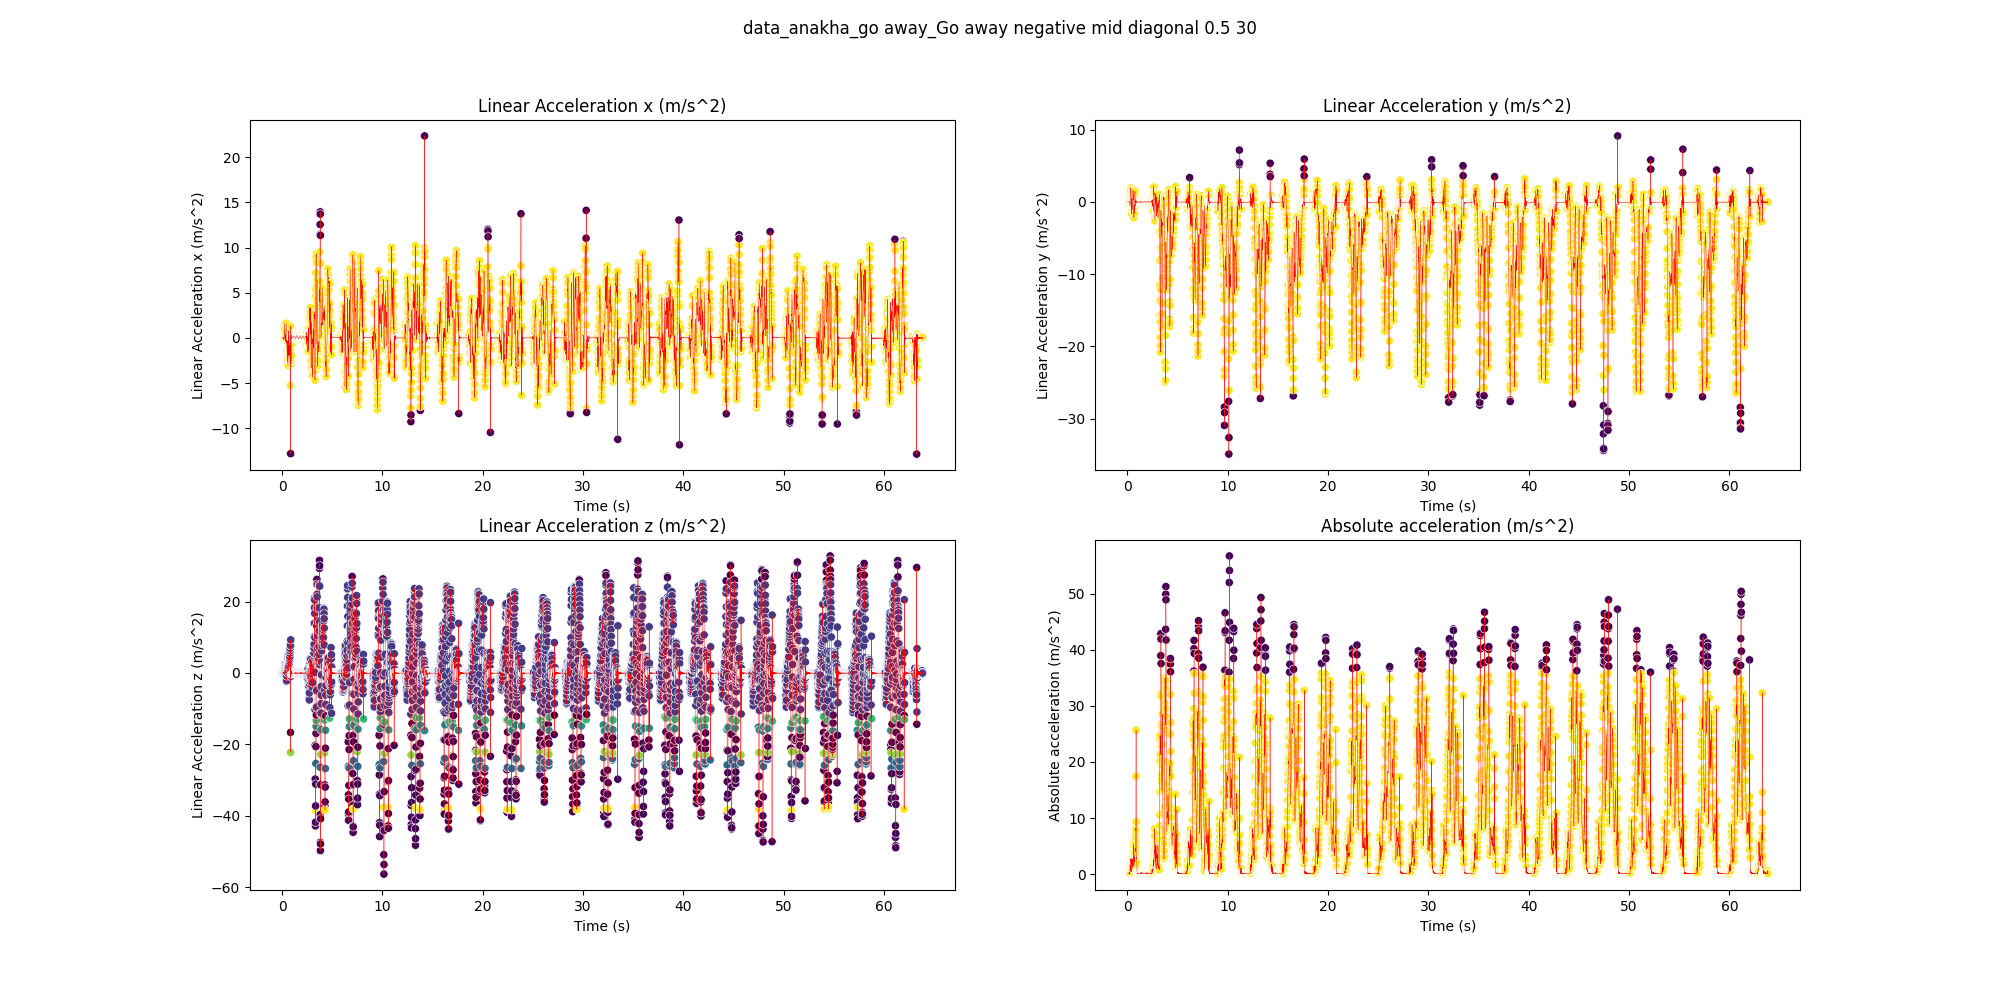 data_anakha_go away_Go away negative mid diagonal 0.5 30
Linear Acceleration x (m/s^2)
Linear Acceleration x (m/s^2)
20
15
10
5
0
−5
−10
0 10 20 30 40 50 60
Time (s)
Linear Acceleration y (m/s^2)
Linear Acceleration y (m/s^2)
10
0
−10
−20
−30
0 10 20 30 40 50 60
Time (s)
Linear Acceleration z (m/s^2)
Linear Acceleration z (m/s^2)
20
0
−20
−40
−60
0 10 20 30 40 50 60
Time (s)
Absolute acceleration (m/s^2)
Absolute acceleration (m/s^2)
50
40
30
20
10
0
0 10 20 30 40 50 60
Time (s)